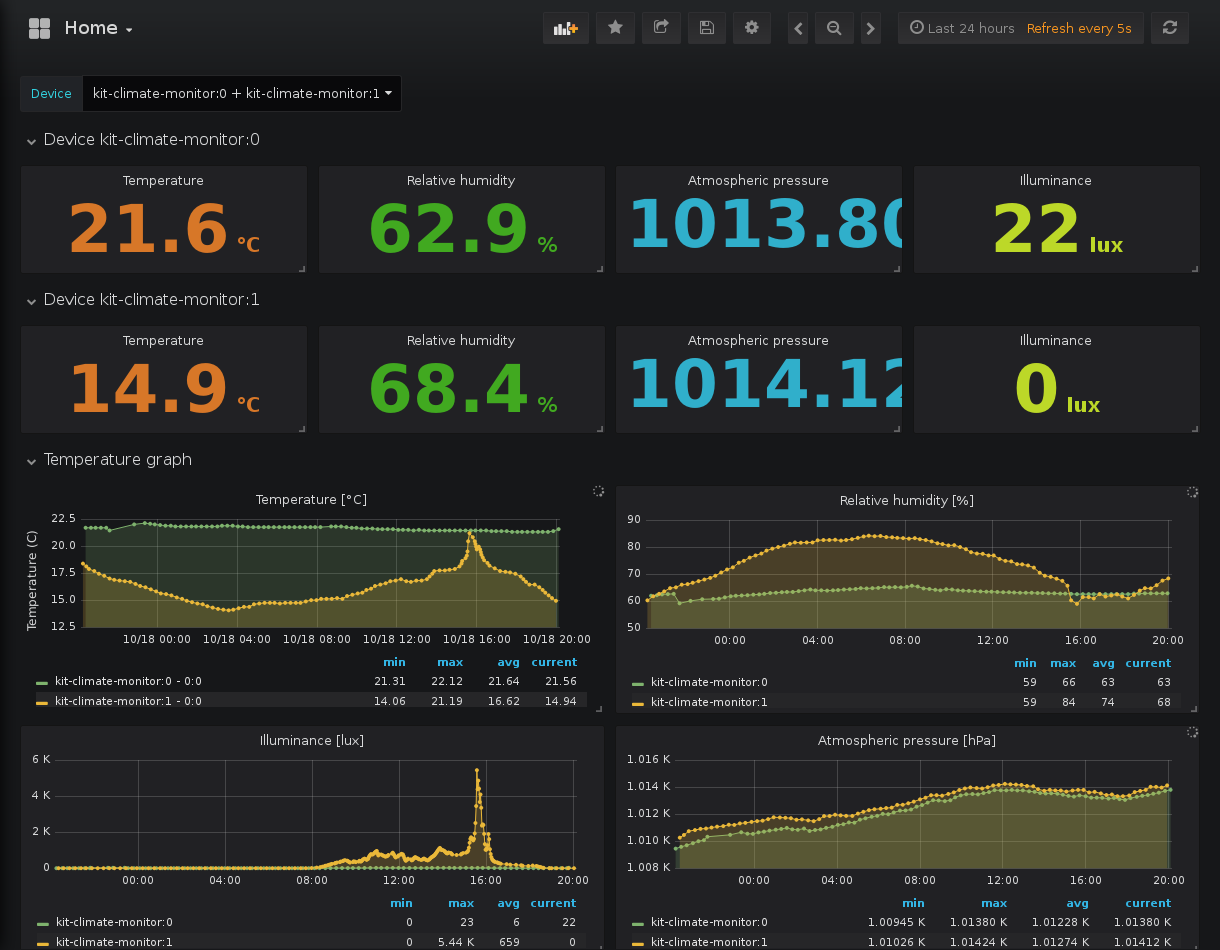 Home
Last 24 hours Refresh every 5s
Device kit-climate-monitor:0 + kit-climate-monitor:1
Device kit-climate-monitor:0
Temperature Relative humidity Atmospheric pressure Illuminance
21.6 °C 62.9 % 1013.80 22 lux
Device kit-climate-monitor:1
Temperature Relative humidity Atmospheric pressure Illuminance
14.9 °C 68.4 % 1014.12 0 lux
Temperature graph
Temperature [°C]
Temperature (C)
22.5
20.0
17.5
15.0
12.5
10/18 00:00 10/18 04:00 10/18 08:00 10/18 12:00 10/18 16:00 10/18 20:00
min max avg current
kit-climate-monitor:0 - 0:0 21.31 22.12 21.64 21.56
kit-climate-monitor:1 - 0:0 14.06 21.19 16.62 14.94
Relative humidity [%]
90
80
70
60
50
00:00 04:00 08:00 12:00 16:00 20:00
min max avg current
kit-climate-monitor:0 59 66 63 63
kit-climate-monitor:1 59 84 74 68
Illuminance [lux]
6 K
4 K
2 K
0
00:00 04:00 08:00 12:00 16:00 20:00
min max avg current
kit-climate-monitor:0 0 23 6 22
kit-climate-monitor:1 0 5.44 K 659 0
Atmospheric pressure [hPa]
1.016 K
1.014 K
1.012 K
1.010 K
1.008 K
00:00 04:00 08:00 12:00 16:00 20:00
min max avg current
kit-climate-monitor:0 1.00945 K 1.01380 K 1.01228 K 1.01380 K
kit-climate-monitor:1 1.01026 K 1.01424 K 1.01274 K 1.01412 K